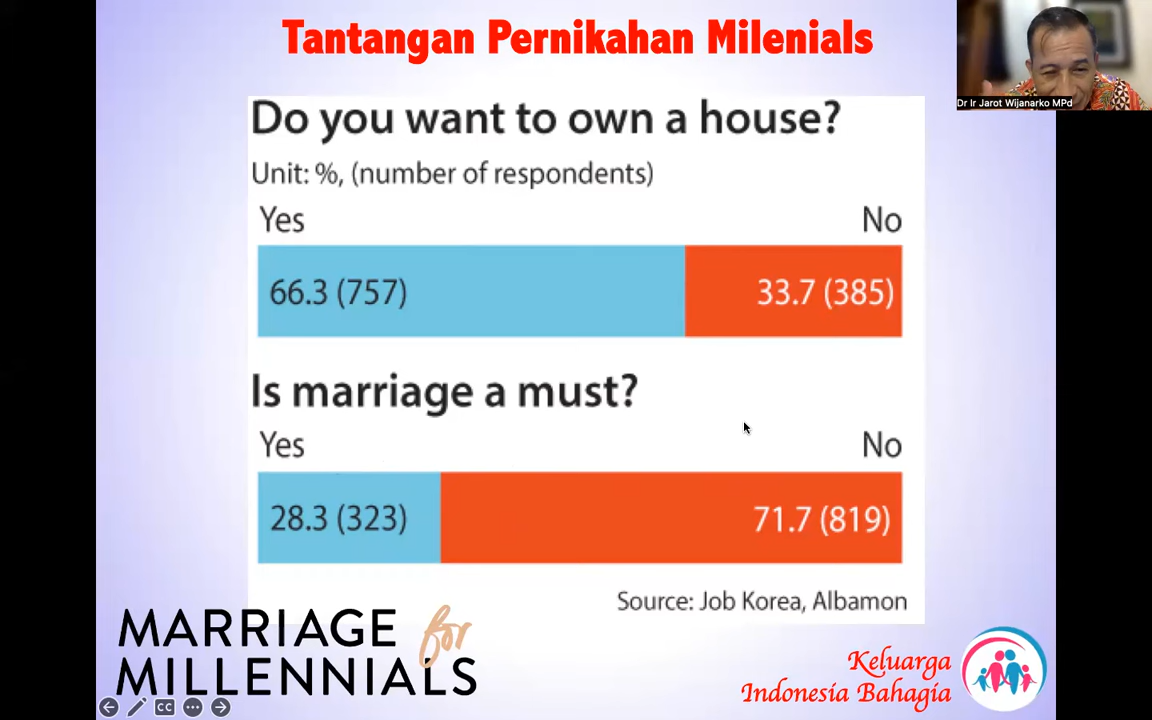 Tantangan Pernikahan Milenials
Dr Ir Jarot Wijanarko MPd
Do you want to own a house?
Unit: %, (number of respondents)
Yes No
66.3 (757) 33.7 (385)
Is marriage a must?
Yes No
28.3 (323) 71.7 (819)
Source: Job Korea, Albamon
MARRIAGE for
MILLENNIALS
Keluarga
Indonesia Bahagia
CC